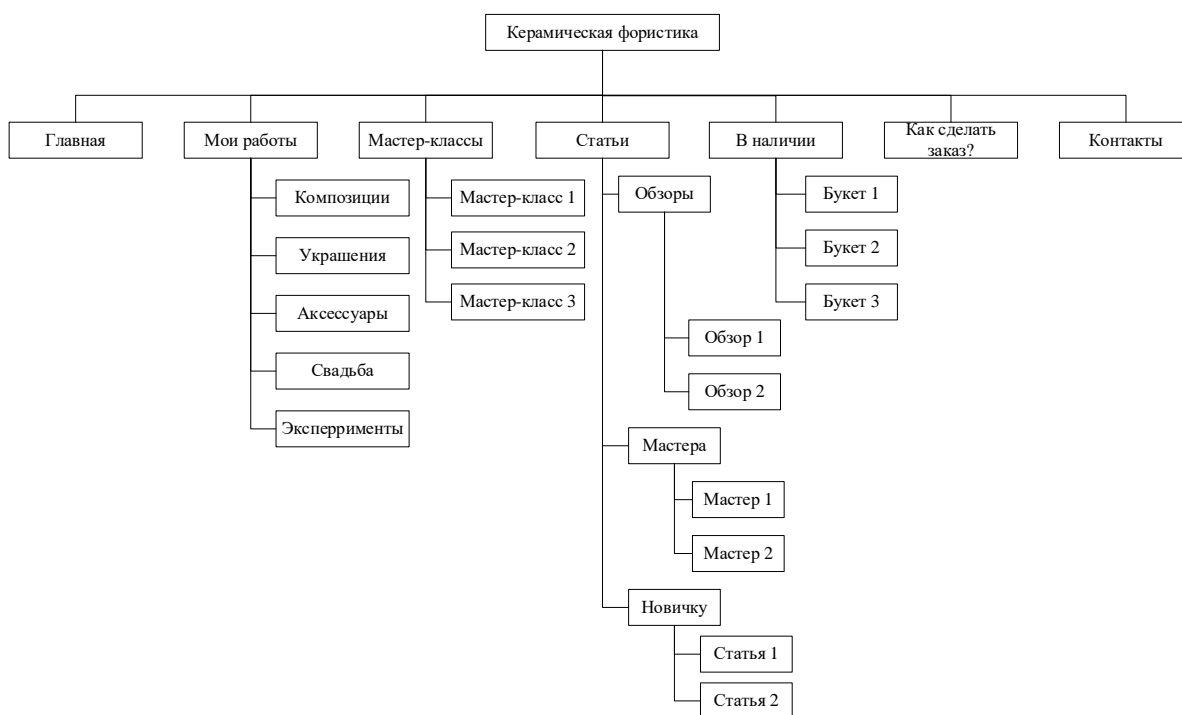 Керамическая фористика
Главная
Мои работы
Мастер-классы
Статьи
В наличии
Как сделать
заказ?
Контакты
Композиции
Украшения
Аксессуары
Свадьба
Эксперрименты
Мастер-класс 1
Мастер-класс 2
Мастер-класс 3
Обзоры
Обзор 1
Обзор 2
Мастера
Мастер 1
Мастер 2
Новичку
Статья 1
Статья 2
Букет 1
Букет 2
Букет 3